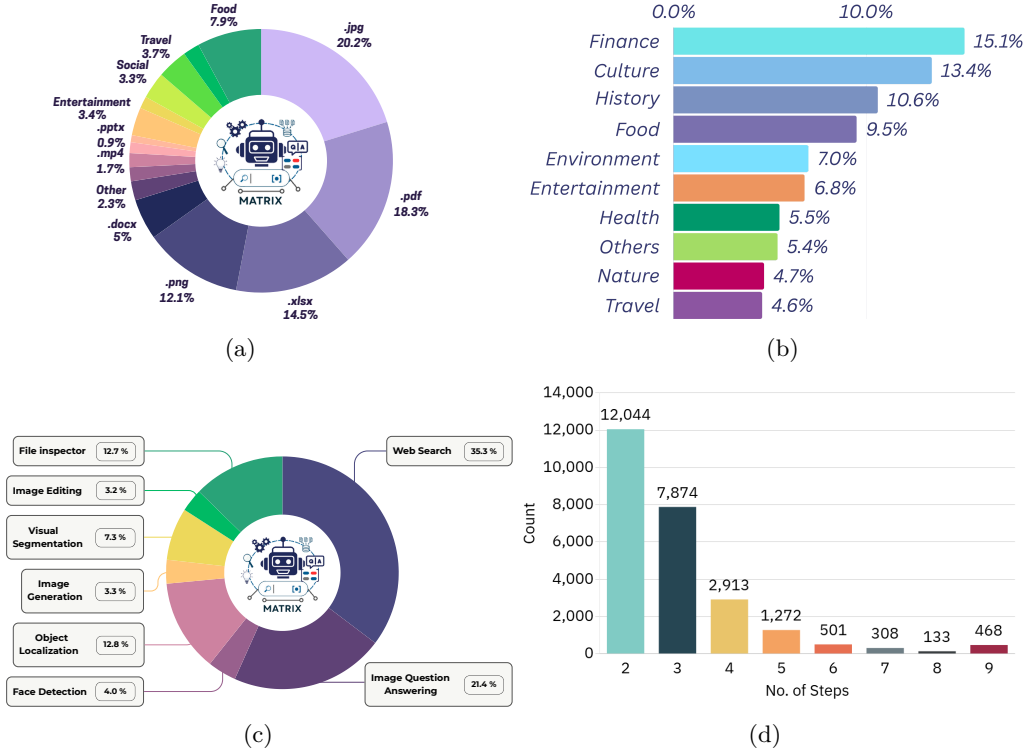 Food
7.9%
.jpg
20.2%
Travel
3.7%
Social
3.3%
Entertainment
3.4%
.pptx
0.9%
.mp4
1.7%
Other
2.3%
.docx
5%
.png
12.1%
.xlsx
14.5%
.pdf
18.3%
Q A
MATRIX
(a)
0.0% 10.0%
Finance 15.1%
Culture 13.4%
History 10.6%
Food 9.5%
Environment 7.0%
Entertainment 6.8%
Health 5.5%
Others 5.4%
Nature 4.7%
Travel 4.6%
(b)
File inspector 12.7 %
Image Editing 3.2 %
Visual
Segmentation 7.3 %
Image
Generation 3.3 %
Object
Localization 12.8 %
Face Detection 4.0 %
Web Search 35.3 %
Image Question
Answering 21.4 %
Q A
MATRIX
(c)
14,000
12,000
10,000
8,000
6,000
4,000
2,000
0
Count
12,044
7,874
2,913
1,272
501
308
133
468
2 3 4 5 6 7 8 9
No. of Steps
(d)